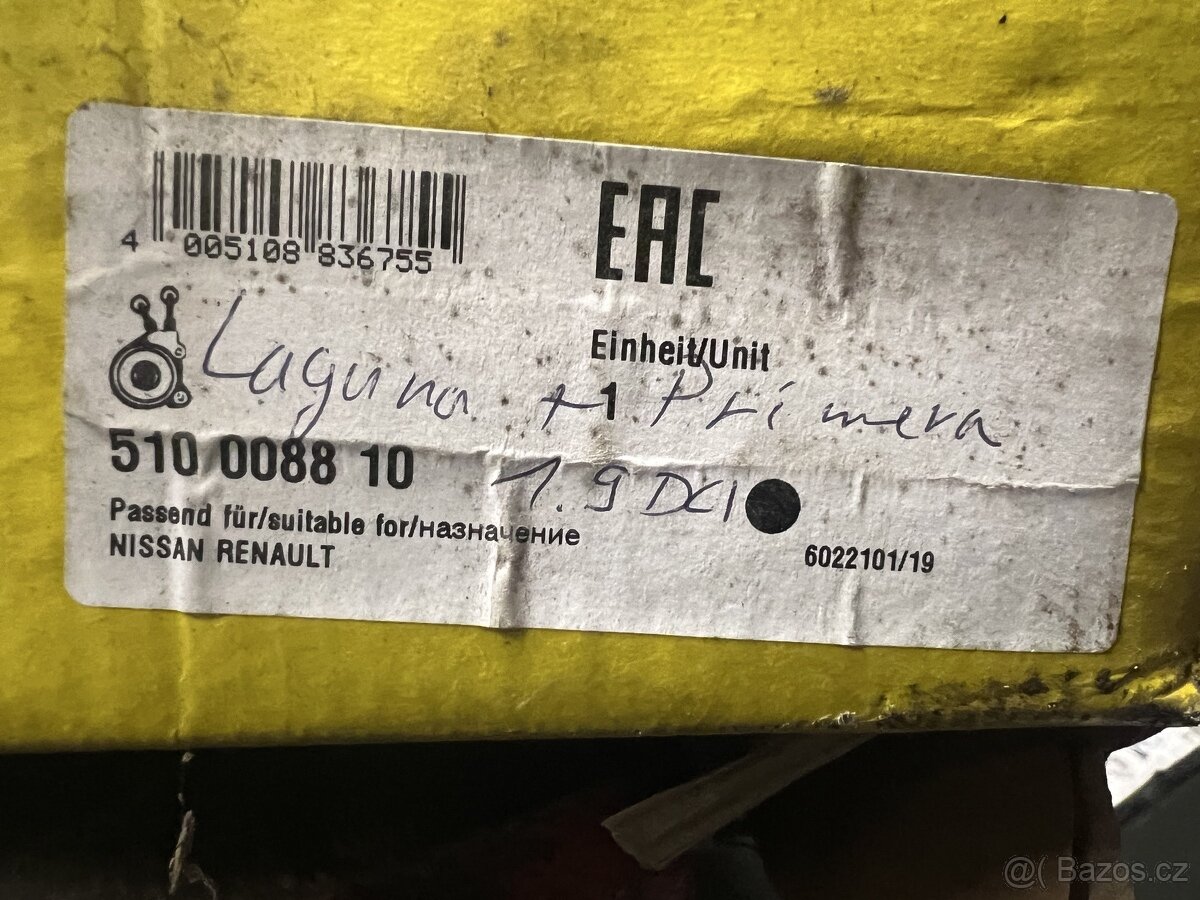 4 005108 836755
EAC
Einheit/Unit
1
Laguna + Primera
1.9 DCI
510 0088 10
Passend für/suitable for/назначение
NISSAN RENAULT
6022101/19
@( Bazos.cz